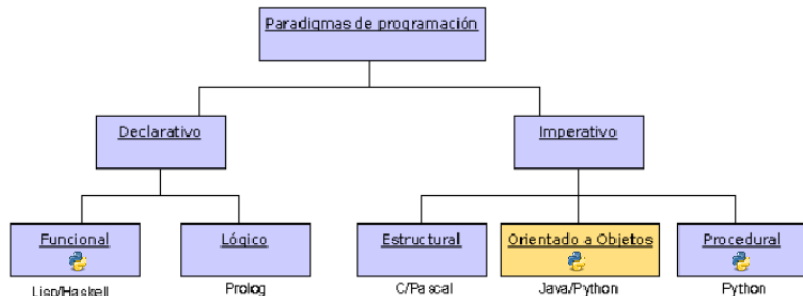 Paradigmas de programación
Declarativo
Imperativo
Funcional
Lógico
Estructural
Orientado a Objetos
Procedural
Lisp/Haskell
Prolog
C/Pascal
Java/Python
Python